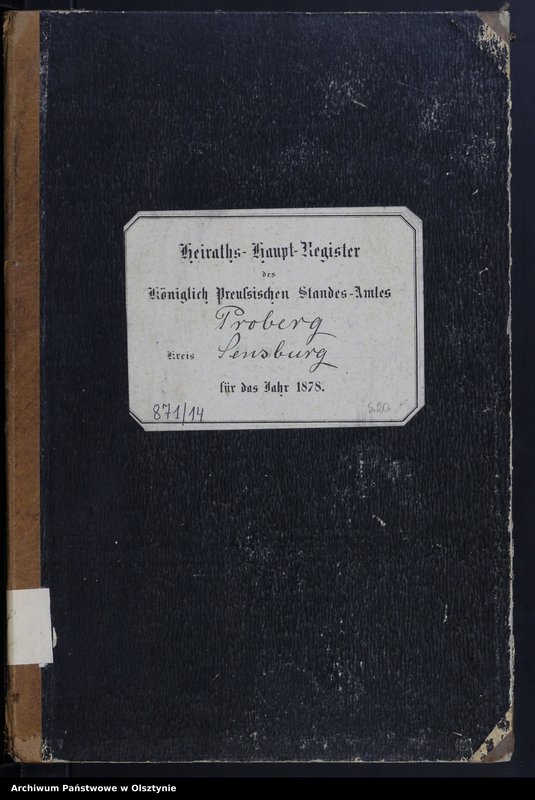 Heiraths-Haupt-Register
des
Königlich Preußischen Standes-Amtes
Proberg
Kreis Sensburg
für das Jahr 1878.
871/14 S.20.
Archiwum Państwowe w Olsztynie